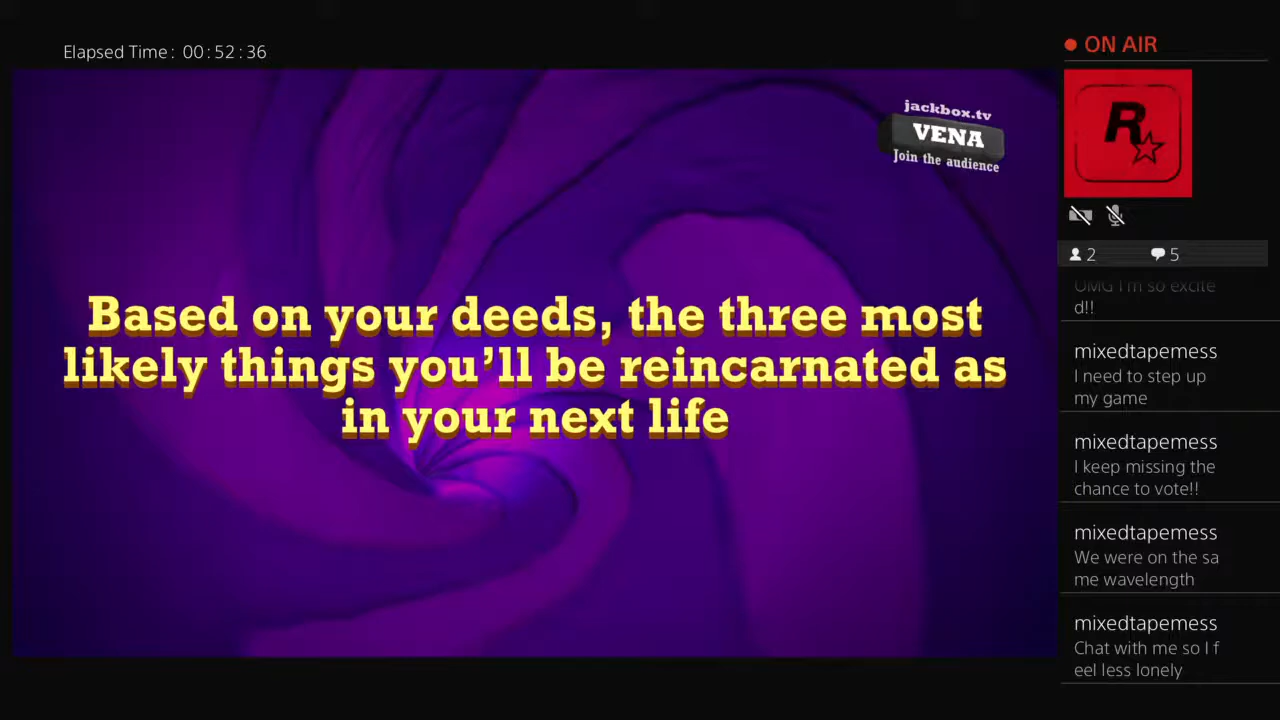 Elapsed Time: 00:52:36
ON AIR
jackbox.tv
VENA
Join the audience
R
2
5
Based on your deeds, the three most
likely things you’ll be reincarnated as
in your next life
OMG I'm so excite
d!!
mixedtapemess
I need to step up
my game
mixedtapemess
I keep missing the
chance to vote!!
mixedtapemess
We were on the sa
me wavelength
mixedtapemess
Chat with me so I f
eel less lonely